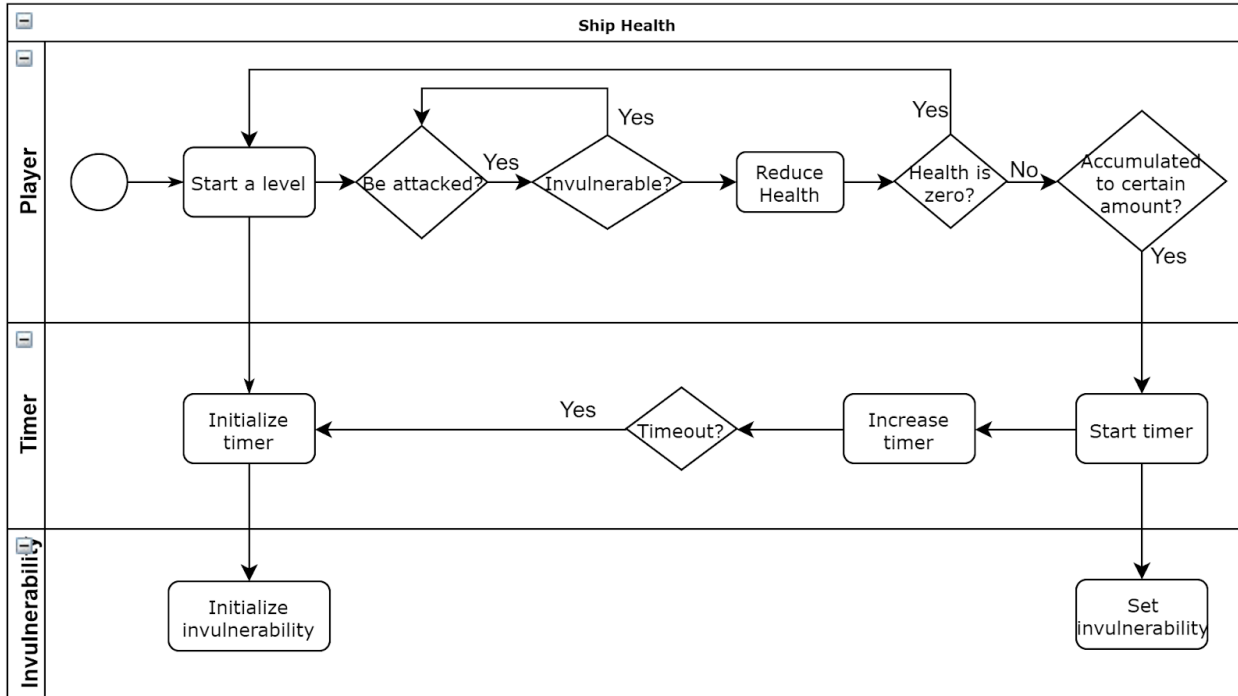 Ship Health
Player
Yes
Yes
Start a level
Be attacked?
Yes
Invulnerable?
Reduce
Health
Health is
zero?
No
Accumulated
to certain
amount?
Yes
Timer
Initialize
timer
Yes
Timeout?
Increase
timer
Start timer
Invulnerability
Initialize
invulnerability
Set
invulnerability